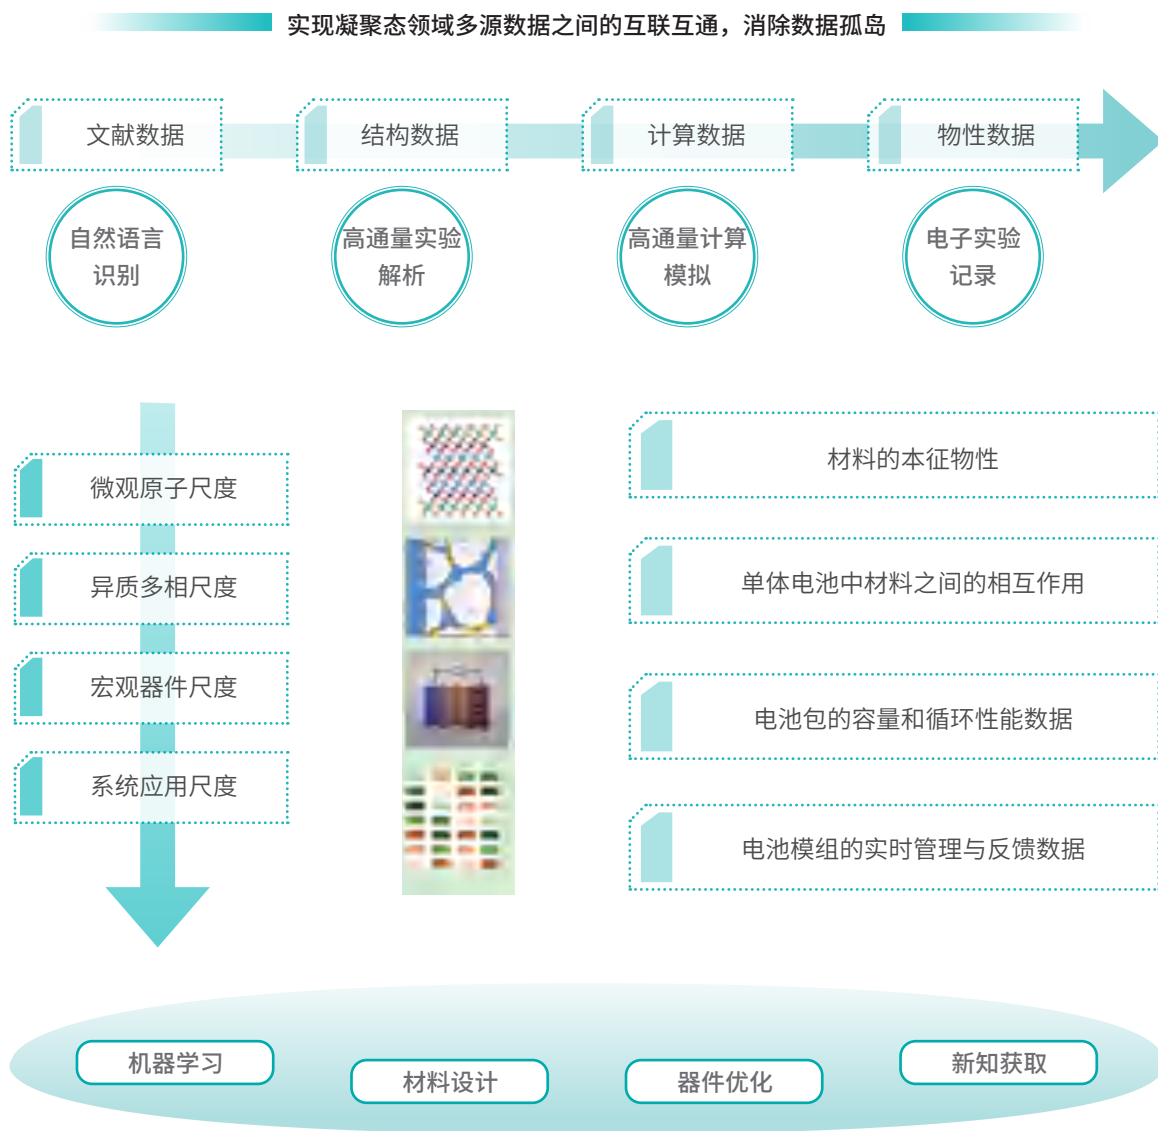 实现凝聚态领域多源数据之间的互联互通，消除数据孤岛
文献数据
结构数据
计算数据
物性数据
自然语言
识别
高通量实验
解析
高通量计算
模拟
电子实验
记录
微观原子尺度
异质多相尺度
宏观器件尺度
系统应用尺度
材料的本征物性
单体电池中材料之间的相互作用
电池包的容量和循环性能数据
电池模组的实时管理与反馈数据
机器学习
材料设计
器件优化
新知获取